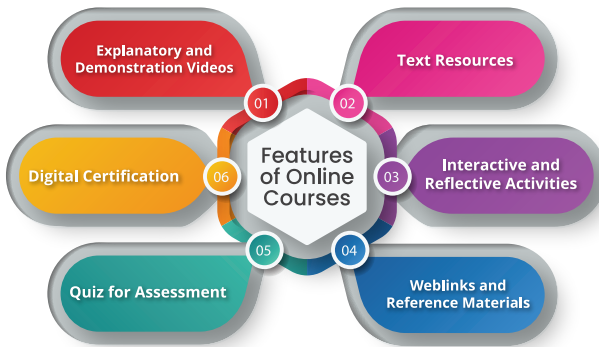 Features
of Online
Courses
01
Explanatory and
Demonstration Videos
02
Text Resources
03
Interactive and
Reflective Activities
04
Weblinks and
Reference Materials
05
Quiz for Assessment
06
Digital Certification